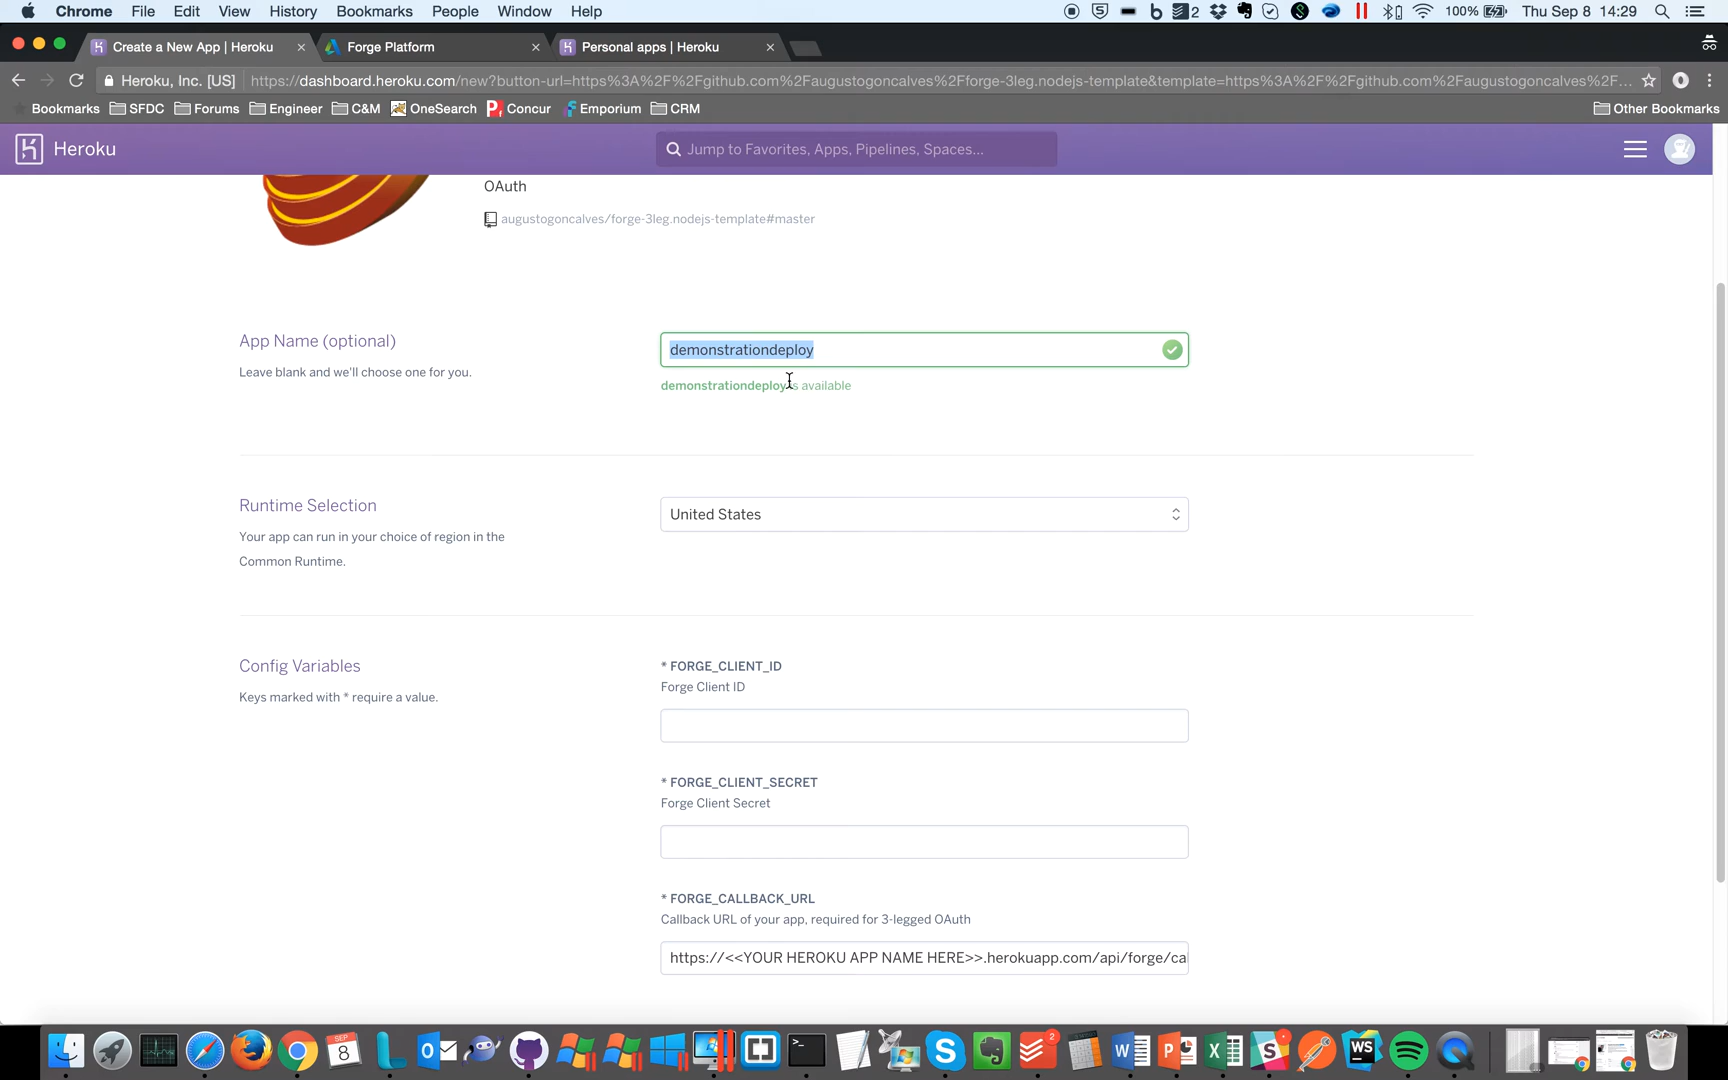 Chrome File Edit View History Bookmarks People Window Help
2 100% Thu Sep 8 14:29
Create a New App | Heroku
Forge Platform
Personal apps | Heroku
Heroku, Inc. [US] https://dashboard.heroku.com/new?button-url=https%3A%2F%2Fgithub.com%2Faugustogoncalves%2Fforge-3leg.nodejs-template&template=https%3A%2F%2Fgithub.com%2Faugustogoncalves%2F...
Bookmarks SFDC Forums Engineer C&M OneSearch Concur Emporium CRM Other Bookmarks
Heroku
Jump to Favorites, Apps, Pipelines, Spaces...
OAuth
augustogoncalves/forge-3leg.nodejs-template#master
App Name (optional)
Leave blank and we'll choose one for you.
demonstrationdeploy
demonstrationdeploy is available
Runtime Selection
Your app can run in your choice of region in the
Common Runtime.
United States
Config Variables
Keys marked with * require a value.
* FORGE_CLIENT_ID
Forge Client ID
* FORGE_CLIENT_SECRET
Forge Client Secret
* FORGE_CALLBACK_URL
Callback URL of your app, required for 3-legged OAuth
https://<<YOUR HEROKU APP NAME HERE>>.herokuapp.com/api/forge/ca
SEP
8
2
WS